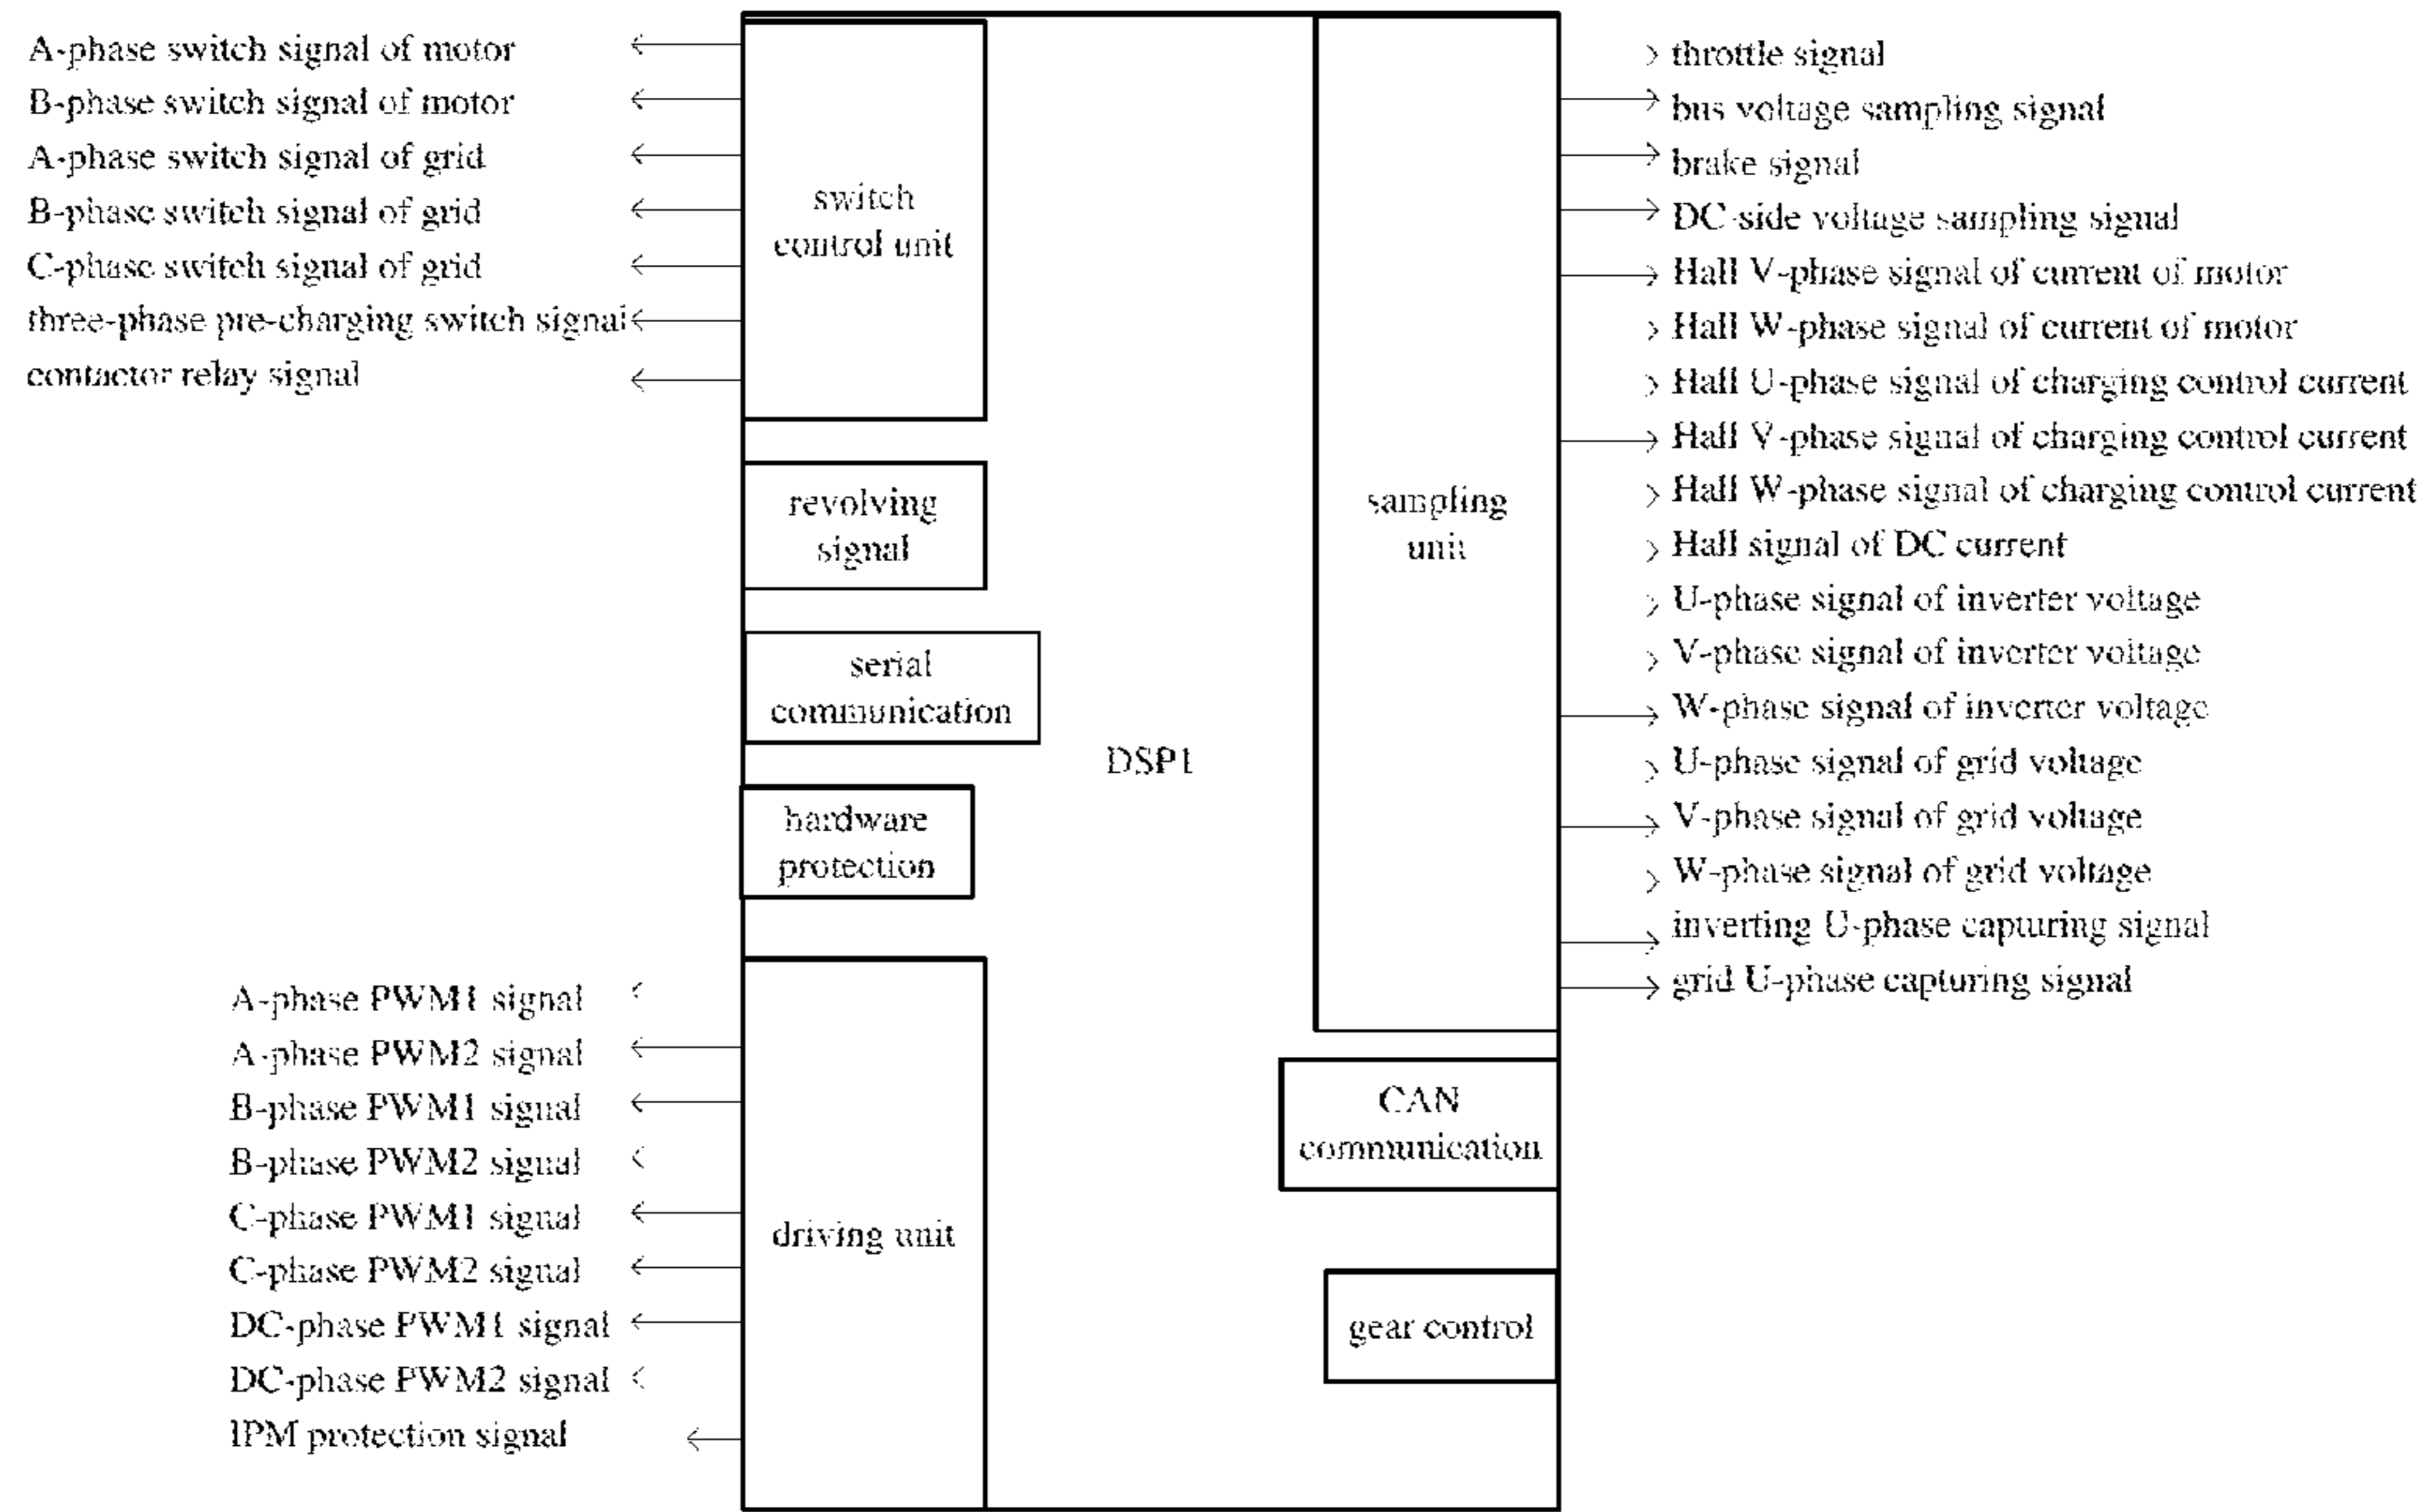 A-phase switch signal of motor
B-phase switch signal of motor
A-phase switch signal of grid
B-phase switch signal of grid
C-phase switch signal of grid
three-phase pre-charging switch signal
contactor relay signal
switch
control unit
revolving
signal
serial
communication
hardware
protection
A-phase PWM1 signal
A-phase PWM2 signal
B-phase PWM1 signal
B-phase PWM2 signal
C-phase PWM1 signal
C-phase PWM2 signal
DC-phase PWM1 signal
DC-phase PWM2 signal
IPM protection signal
driving unit
DSP1
sampling
unit
throttle signal
bus voltage sampling signal
brake signal
DC-side voltage sampling signal
Hall V-phase signal of current of motor
Hall W-phase signal of current of motor
Hall U-phase signal of charging control current
Hall V-phase signal of charging control current
Hall W-phase signal of charging control current
Hall signal of DC current
U-phase signal of inverter voltage
V-phase signal of inverter voltage
W-phase signal of inverter voltage
U-phase signal of grid voltage
V-phase signal of grid voltage
W-phase signal of grid voltage
inverting U-phase capturing signal
grid U-phase capturing signal
CAN
communication
gear control